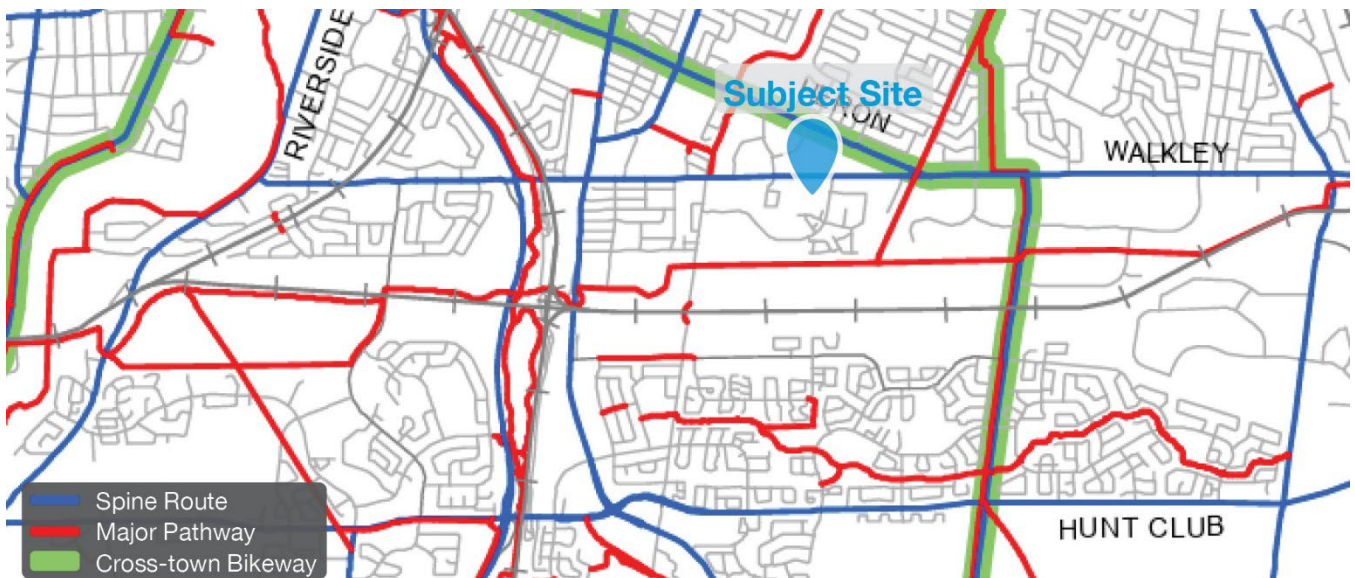 RIVERSIDE
Subject Site
WALKLEY
HUNT CLUB
Spine Route
Major Pathway
Cross-town Bikeway